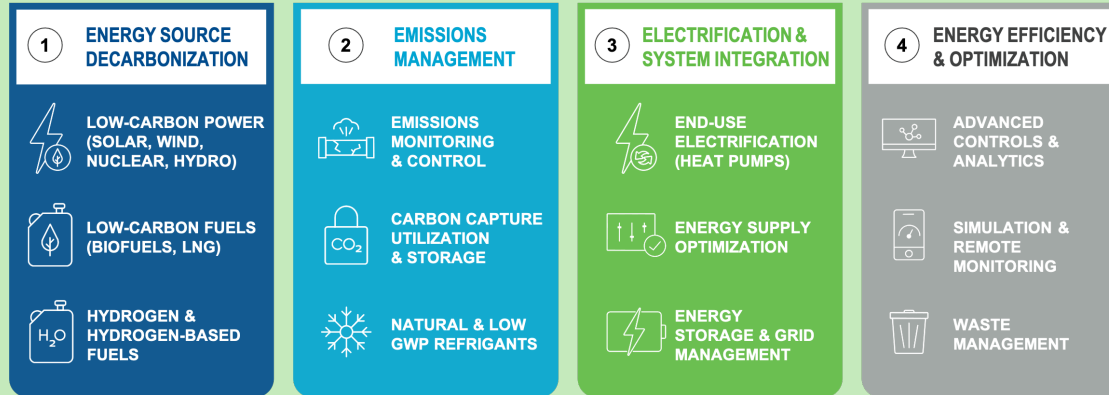 1
ENERGY SOURCE
DECARBONIZATION
LOW-CARBON POWER
(SOLAR, WIND,
NUCLEAR, HYDRO)
LOW-CARBON FUELS
(BIOFUELS, LNG)
H₂O
HYDROGEN &
HYDROGEN-BASED
FUELS
2
EMISSIONS
MANAGEMENT
EMISSIONS
MONITORING
& CONTROL
CO₂
CARBON CAPTURE
UTILIZATION
& STORAGE
NATURAL & LOW
GWP REFRIGANTS
3
ELECTRIFICATION &
SYSTEM INTEGRATION
END-USE
ELECTRIFICATION
(HEAT PUMPS)
ENERGY SUPPLY
OPTIMIZATION
ENERGY
STORAGE & GRID
MANAGEMENT
4
ENERGY EFFICIENCY
& OPTIMIZATION
ADVANCED
CONTROLS &
ANALYTICS
SIMULATION &
REMOTE
MONITORING
WASTE
MANAGEMENT